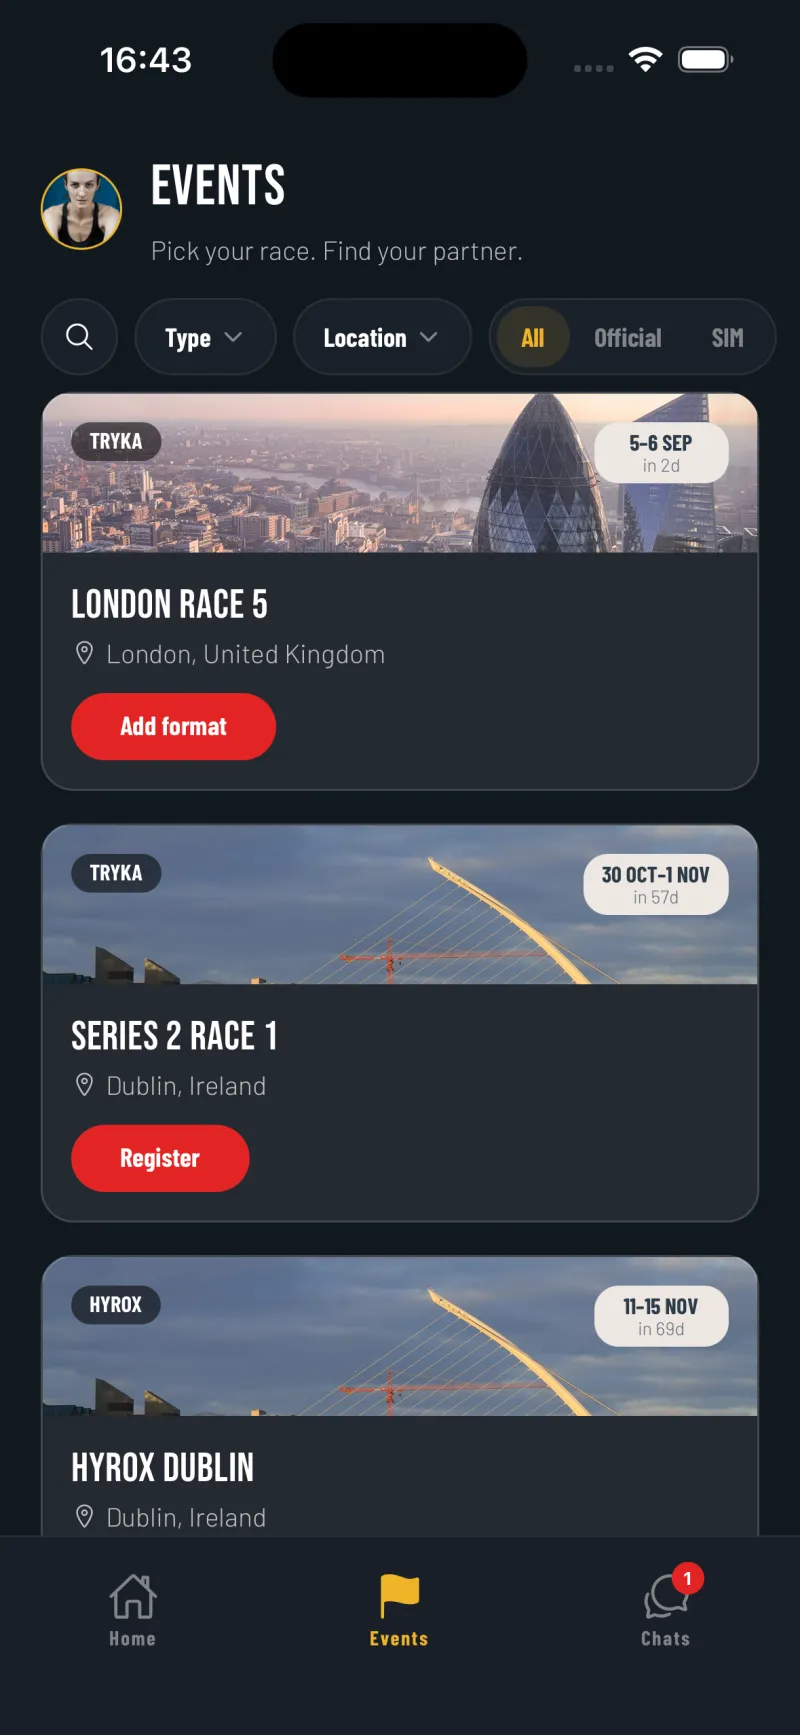 16:43
EVENTS
Pick your race. Find your partner.
Type
Location
All
Official
SIM
TRYKA
5–6 SEP
in 2d
LONDON RACE 5
London, United Kingdom
Add format
TRYKA
30 OCT–1 NOV
in 57d
SERIES 2 RACE 1
Dublin, Ireland
Register
HYROX
11–15 NOV
in 69d
HYROX DUBLIN
Dublin, Ireland
1
Home
Events
Chats